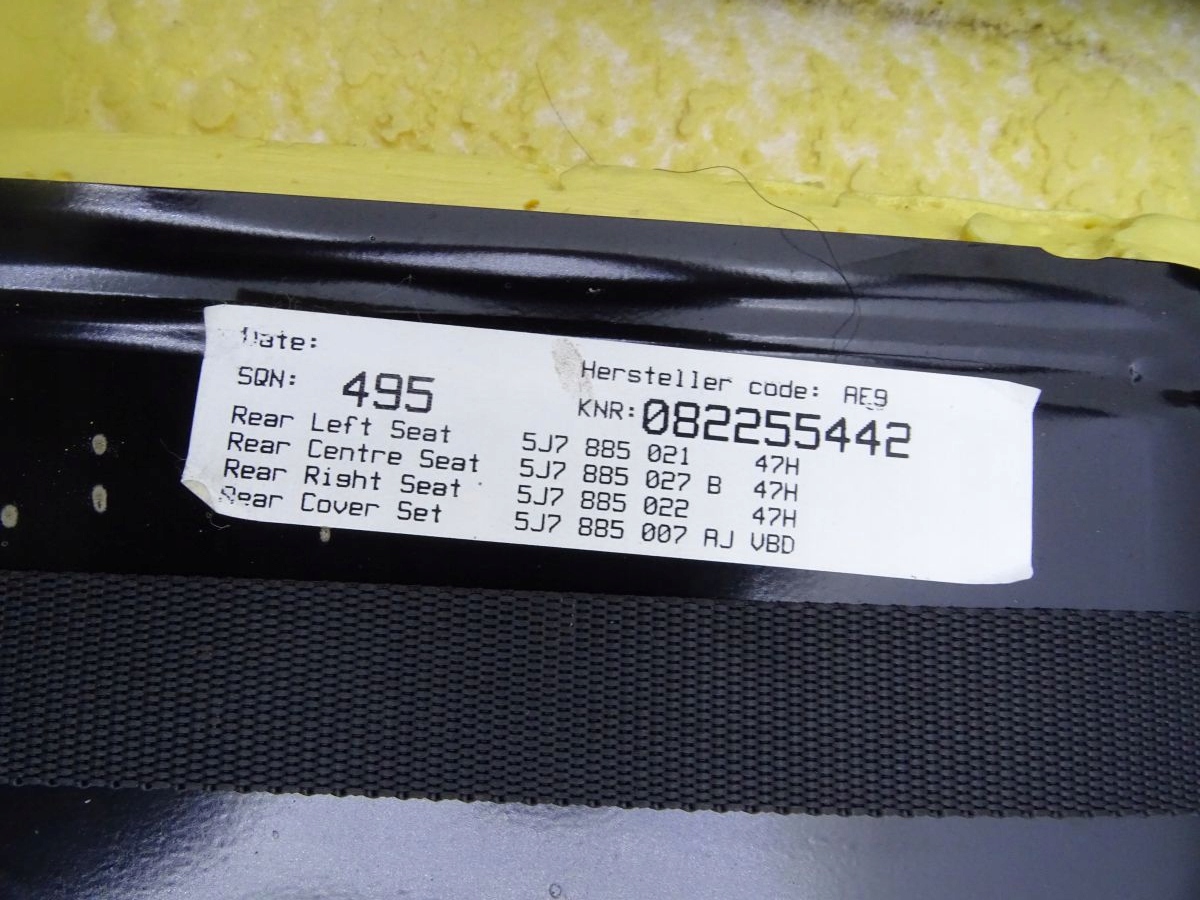 Date:
Hersteller code: AE9
SQN: 495 KNR: 082255442
Rear Left Seat 5J7 885 021 47H
Rear Centre Seat 5J7 885 027 B 47H
Rear Right Seat 5J7 885 022 47H
Rear Cover Set 5J7 885 007 AJ VBD